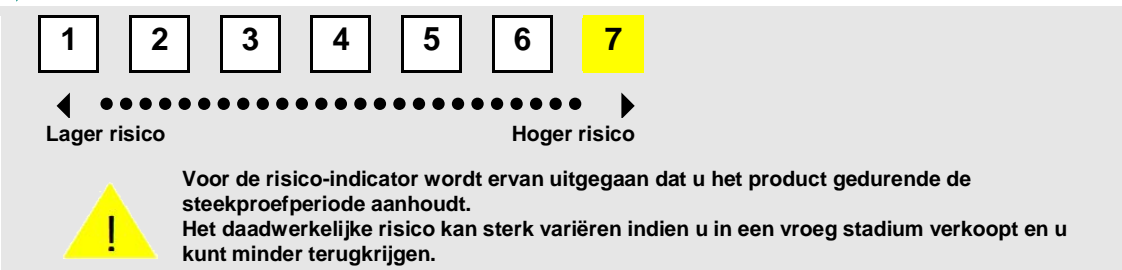 1 2 3 4 5 6 7
Lager risico Hoger risico
!
Voor de risico-indicator wordt ervan uitgegaan dat u het product gedurende de
steekproefperiode aanhoudt.
Het daadwerkelijke risico kan sterk variëren indien u in een vroeg stadium verkoopt en u
kunt minder terugkrijgen.